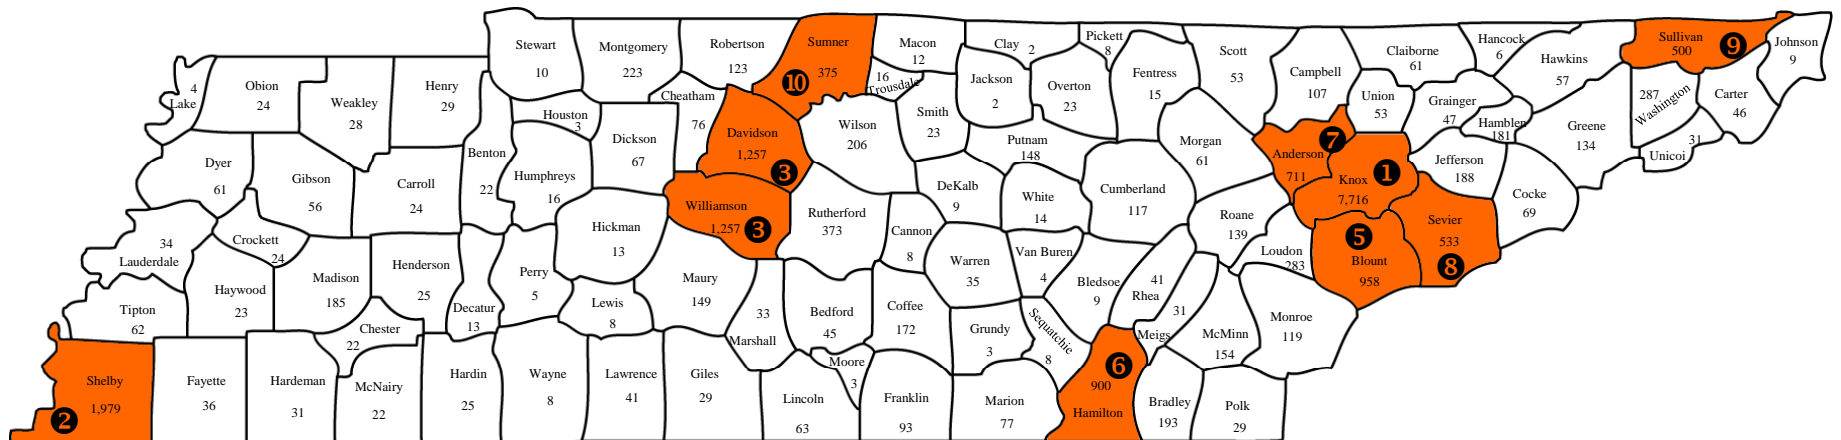 Stewart
10
Montgomery
223
Robertson
123
Sumner
375
10
Macon
12
Clay 2
Pickett
8
Scott
53
Claiborne
61
Hancock
6
Hawkins
57
Sullivan
500
9
Johnson
9
4
Lake
Obion
24
Weakley
28
Henry
29
Houston
3
Dickson
67
Cheatham
76
Davidson
1,257
3
16
Trousdale
Wilson
206
Smith
23
Jackson
2
Overton
23
Fentress
15
Putnam
148
Morgan
61
Campbell
107
Union
53
Grainger
47
Hamblen
181
Greene
134
287
Washington
Carter
46
31
Unicoi
Dyer
61
Gibson
56
Carroll
24
Benton
22
Humphreys
16
Hickman
13
Williamson
1,257
3
Rutherford
373
Cannon
8
DeKalb
9
White
14
Cumberland
117
Anderson
711
7
Knox
7,716
1
Jefferson
188
Cocke
69
Sevier
533
8
Roane
139
Loudon
283
5
Blount
958
34
Lauderdale
Crockett
24
Haywood
23
Madison
185
Henderson
25
Decatur
13
Perry
5
Lewis
8
Maury
149
33
Marshall
Bedford
45
Coffee
172
Warren
35
Van Buren
4
Bledsoe
9
41
Rhea
31
Meigs
McMinn
154
Monroe
119
Tipton
62
Chester
22
Moore
3
Grundy
3
Sequatchie
8
Shelby
1,979
2
Fayette
36
Hardeman
31
McNairy
22
Hardin
25
Wayne
8
Lawrence
41
Giles
29
Lincoln
63
Franklin
93
Marion
77
6
900
Hamilton
Bradley
193
Polk
29